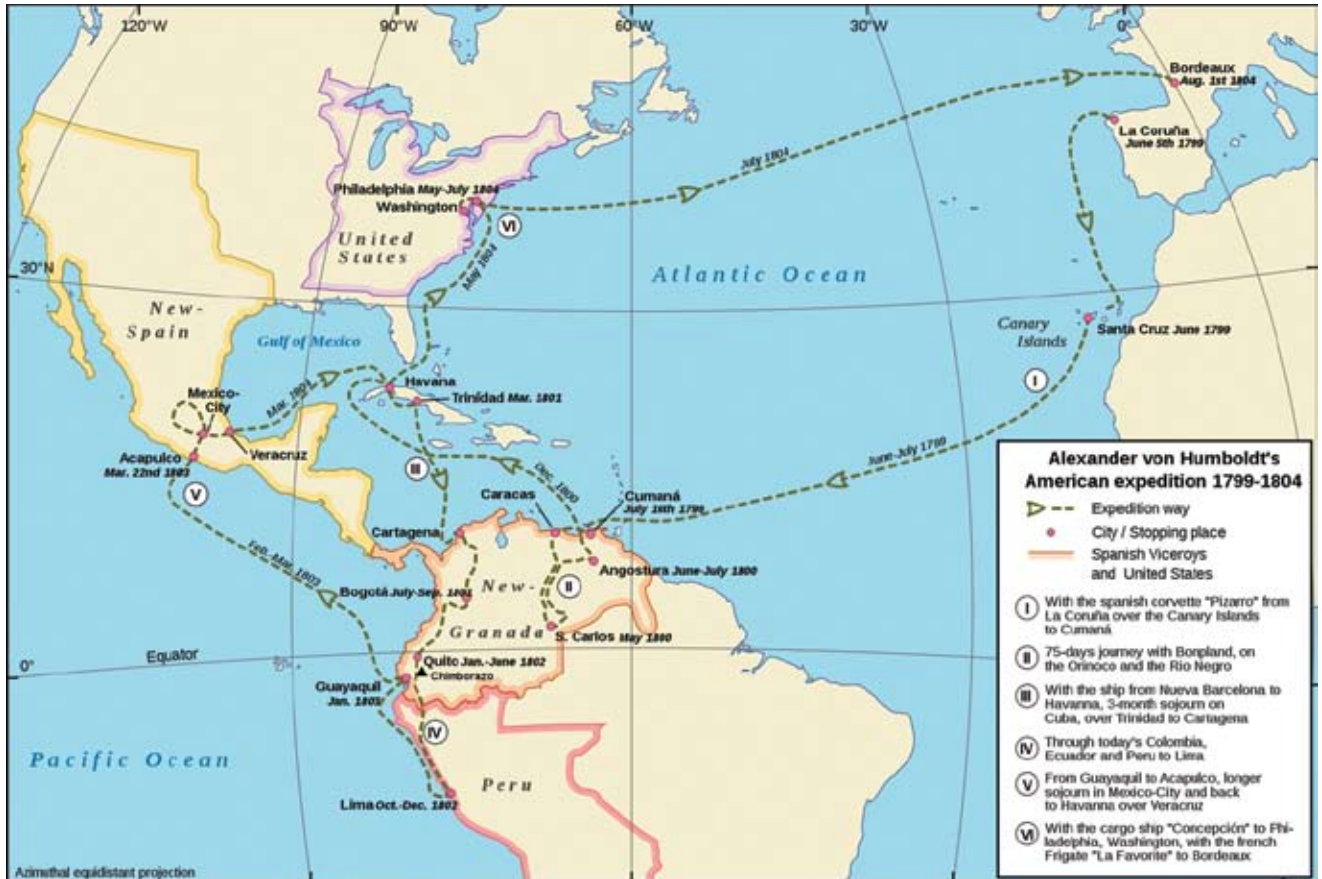 120°W
90°W
60°W
30°W
0°
Bordeaux
Aug. 1st 1804
La Coruña
June 5th 1799
July 1804
Philadelphia May-July 1804
Washington
VI
United
States
May 1804
30°N
Atlantic Ocean
New-
Spain
Gulf of Mexico
Canary
Islands
Santa Cruz June 1799
I
Mexico-
City
Mar. 1804
Havana
Trinidad Mar. 1801
Acapulco
Mar. 22nd 1803
Veracruz
V
III
June-July 1799
Dec. 1800
Caracas
Cumaná
July 16th 1799
Cartagena
Feb.-Mar. 1803
Angostura June-July 1800
II
Bogotá July-Sep. 1801
New-
Granada
S. Carlos May 1800
0°
Equator
Quito Jan.-June 1802
Chimborazo
Guayaquil
Jan. 1803
IV
Pacific Ocean
Peru
Lima Oct.-Dec. 1802
Azimuthal equidistant projection
Alexander von Humboldt's
American expedition 1799-1804
Expedition way
City / Stopping place
Spanish Viceroys
and United States
I With the spanish corvette "Pizarro" from
La Coruña over the Canary Islands
to Cumaná
II 75-days journey with Bonpland, on
the Orinoco and the Rio Negro
III With the ship from Nueva Barcelona to
Havanna, 3-month sojourn on
Cuba, over Trinidad to Cartagena
IV Through today's Colombia,
Ecuador and Peru to Lima
V From Guayaquil to Acapulco, longer
sojourn in Mexico-City and back
to Havanna over Veracruz
VI With the cargo ship "Concepción" to Phi-
ladelphia, Washington, with the french
Frigate "La Favorite" to Bordeaux